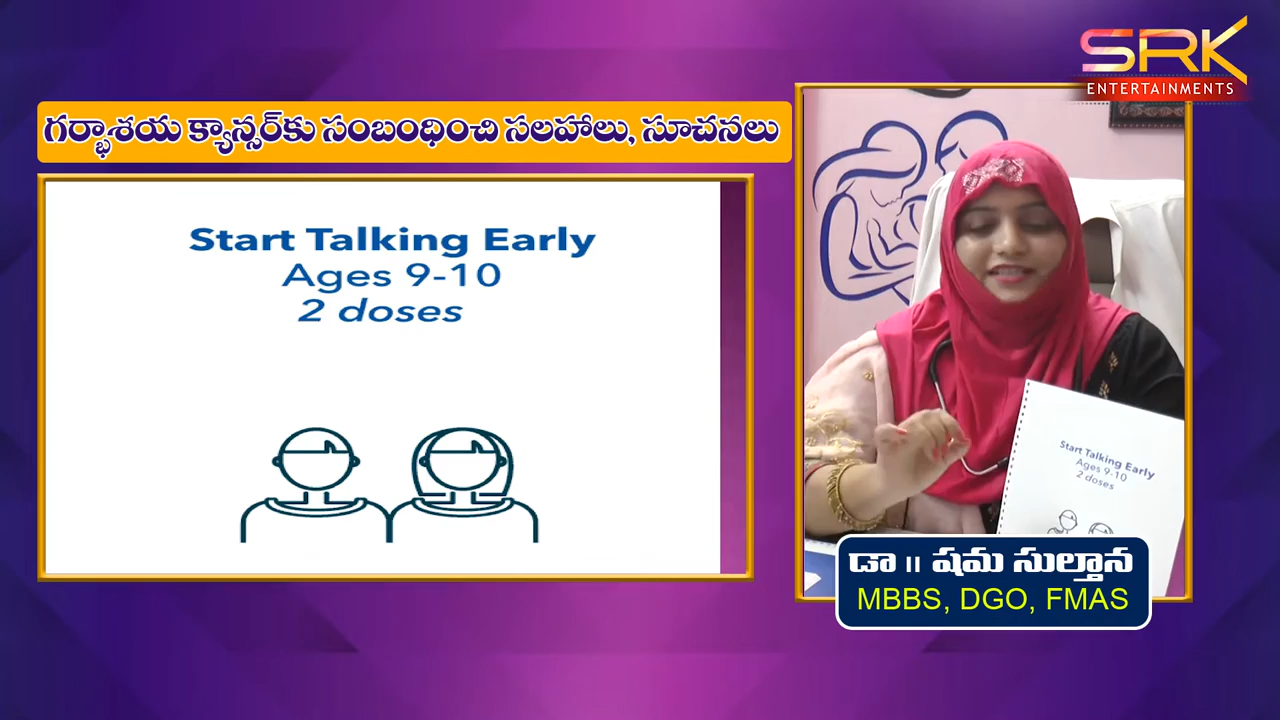 SRK
ENTERTAINMENTS
గర్భాశయ క్యాన్సర్‌కు సంబంధించి సలహాలు, సూచనలు
Start Talking Early
Ages 9-10
2 doses
Start Talking Early
Ages 9-10
2 doses
డా॥ షమ సుల్తాన
MBBS, DGO, FMAS